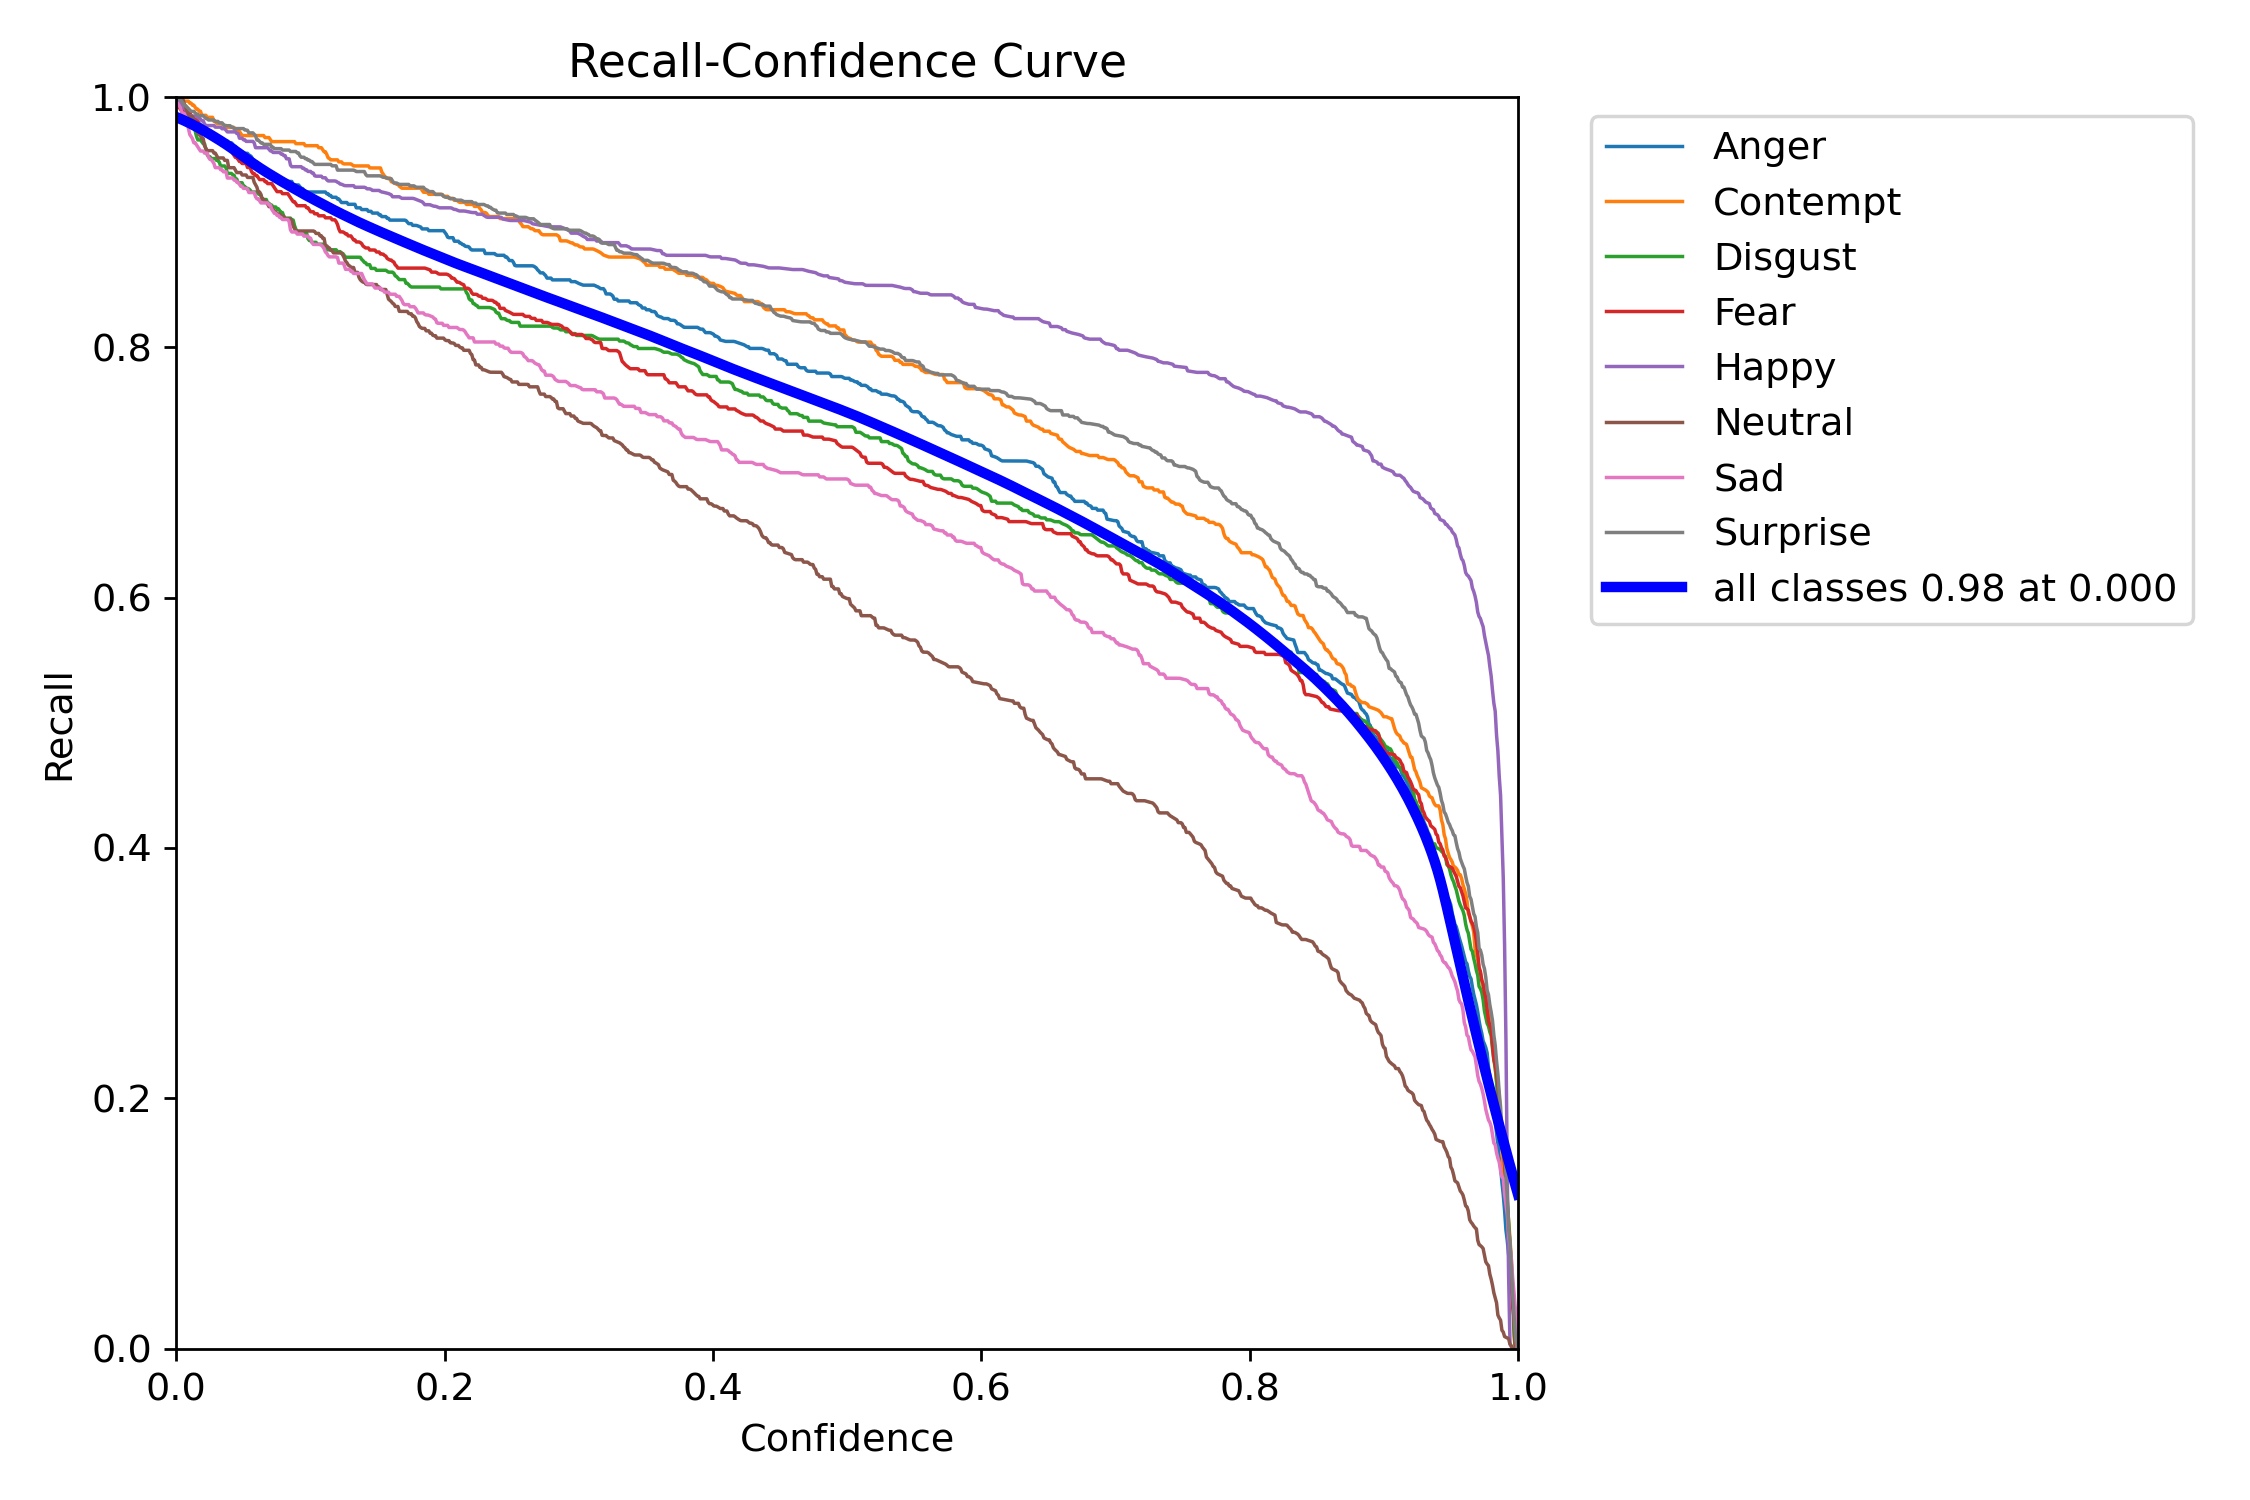 Recall-Confidence Curve
1.0
0.8
0.6
0.4
0.2
0.0
Recall
0.0 0.2 0.4 0.6 0.8 1.0
Confidence
Anger
Contempt
Disgust
Fear
Happy
Neutral
Sad
Surprise
all classes 0.98 at 0.000